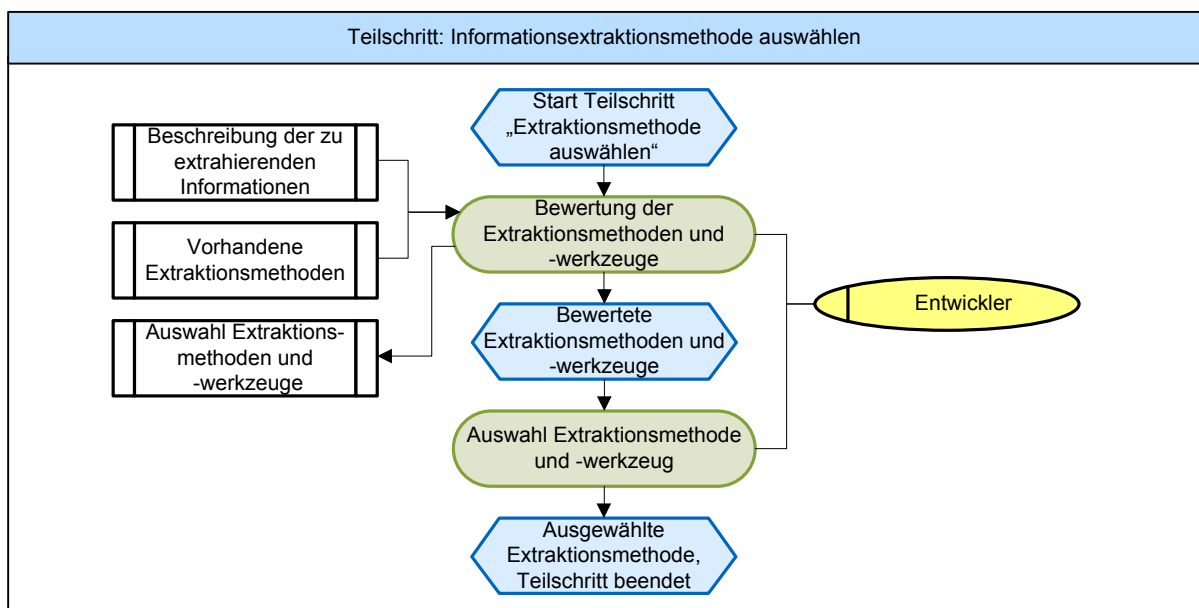 Teilschritt: Informationsextraktionsmethode auswählen
Start Teilschritt
„Extraktionsmethode
auswählen“
Beschreibung der zu
extrahierenden
Informationen
Bewertung der
Extraktionsmethoden und
-werkzeuge
Vorhandene
Extraktionsmethoden
Entwickler
Auswahl Extraktions-
methoden und
-werkzeuge
Bewertete
Extraktionsmethoden und
-werkzeuge
Auswahl Extraktionsmethode
und -werkzeug
Ausgewählte
Extraktionsmethode,
Teilschritt beendet